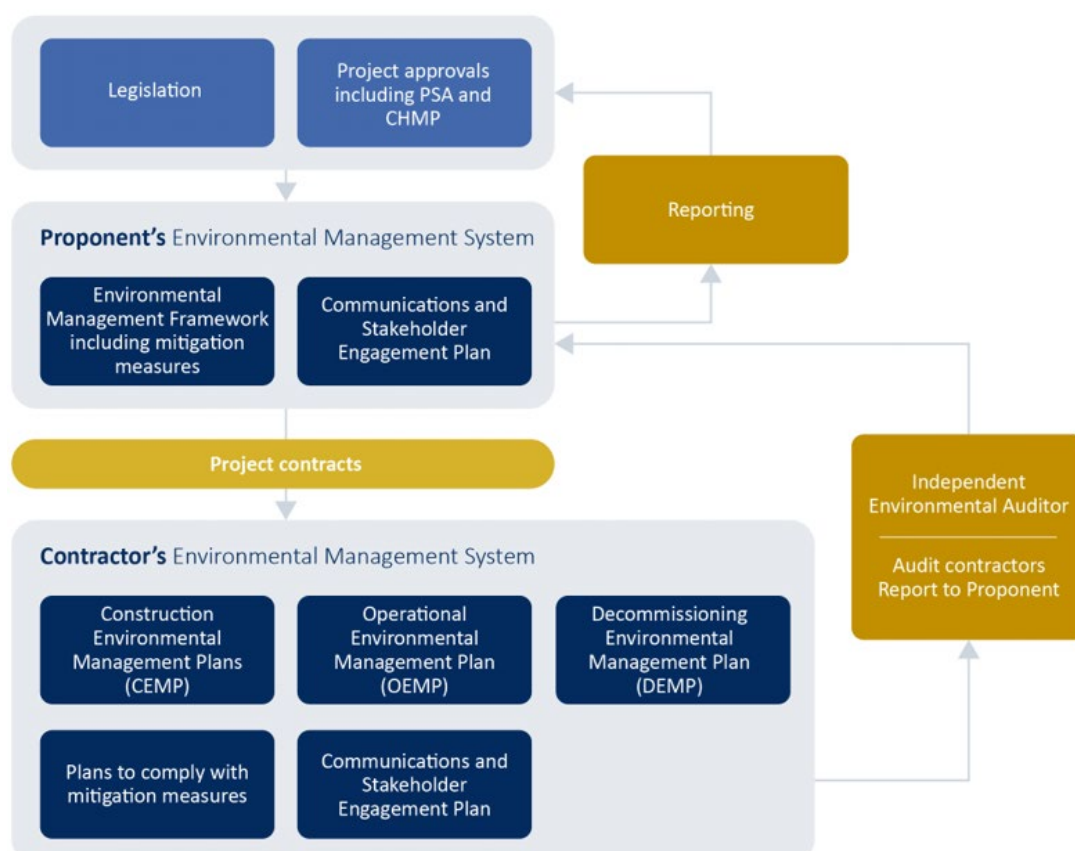 Legislation
Project approvals
including PSA and
CHMP
Reporting
Proponent's Environmental Management System
Environmental
Management Framework
including mitigation
measures
Communications and
Stakeholder
Engagement Plan
Project contracts
Independent
Environmental Auditor
Audit contractors
Report to Proponent
Contractor's Environmental Management System
Construction
Environmental
Management Plans
(CEMP)
Operational
Environmental
Management Plan
(OEMP)
Decommissioning
Environmental
Management Plan
(DEMP)
Plans to comply with
mitigation measures
Communications and
Stakeholder
Engagement Plan